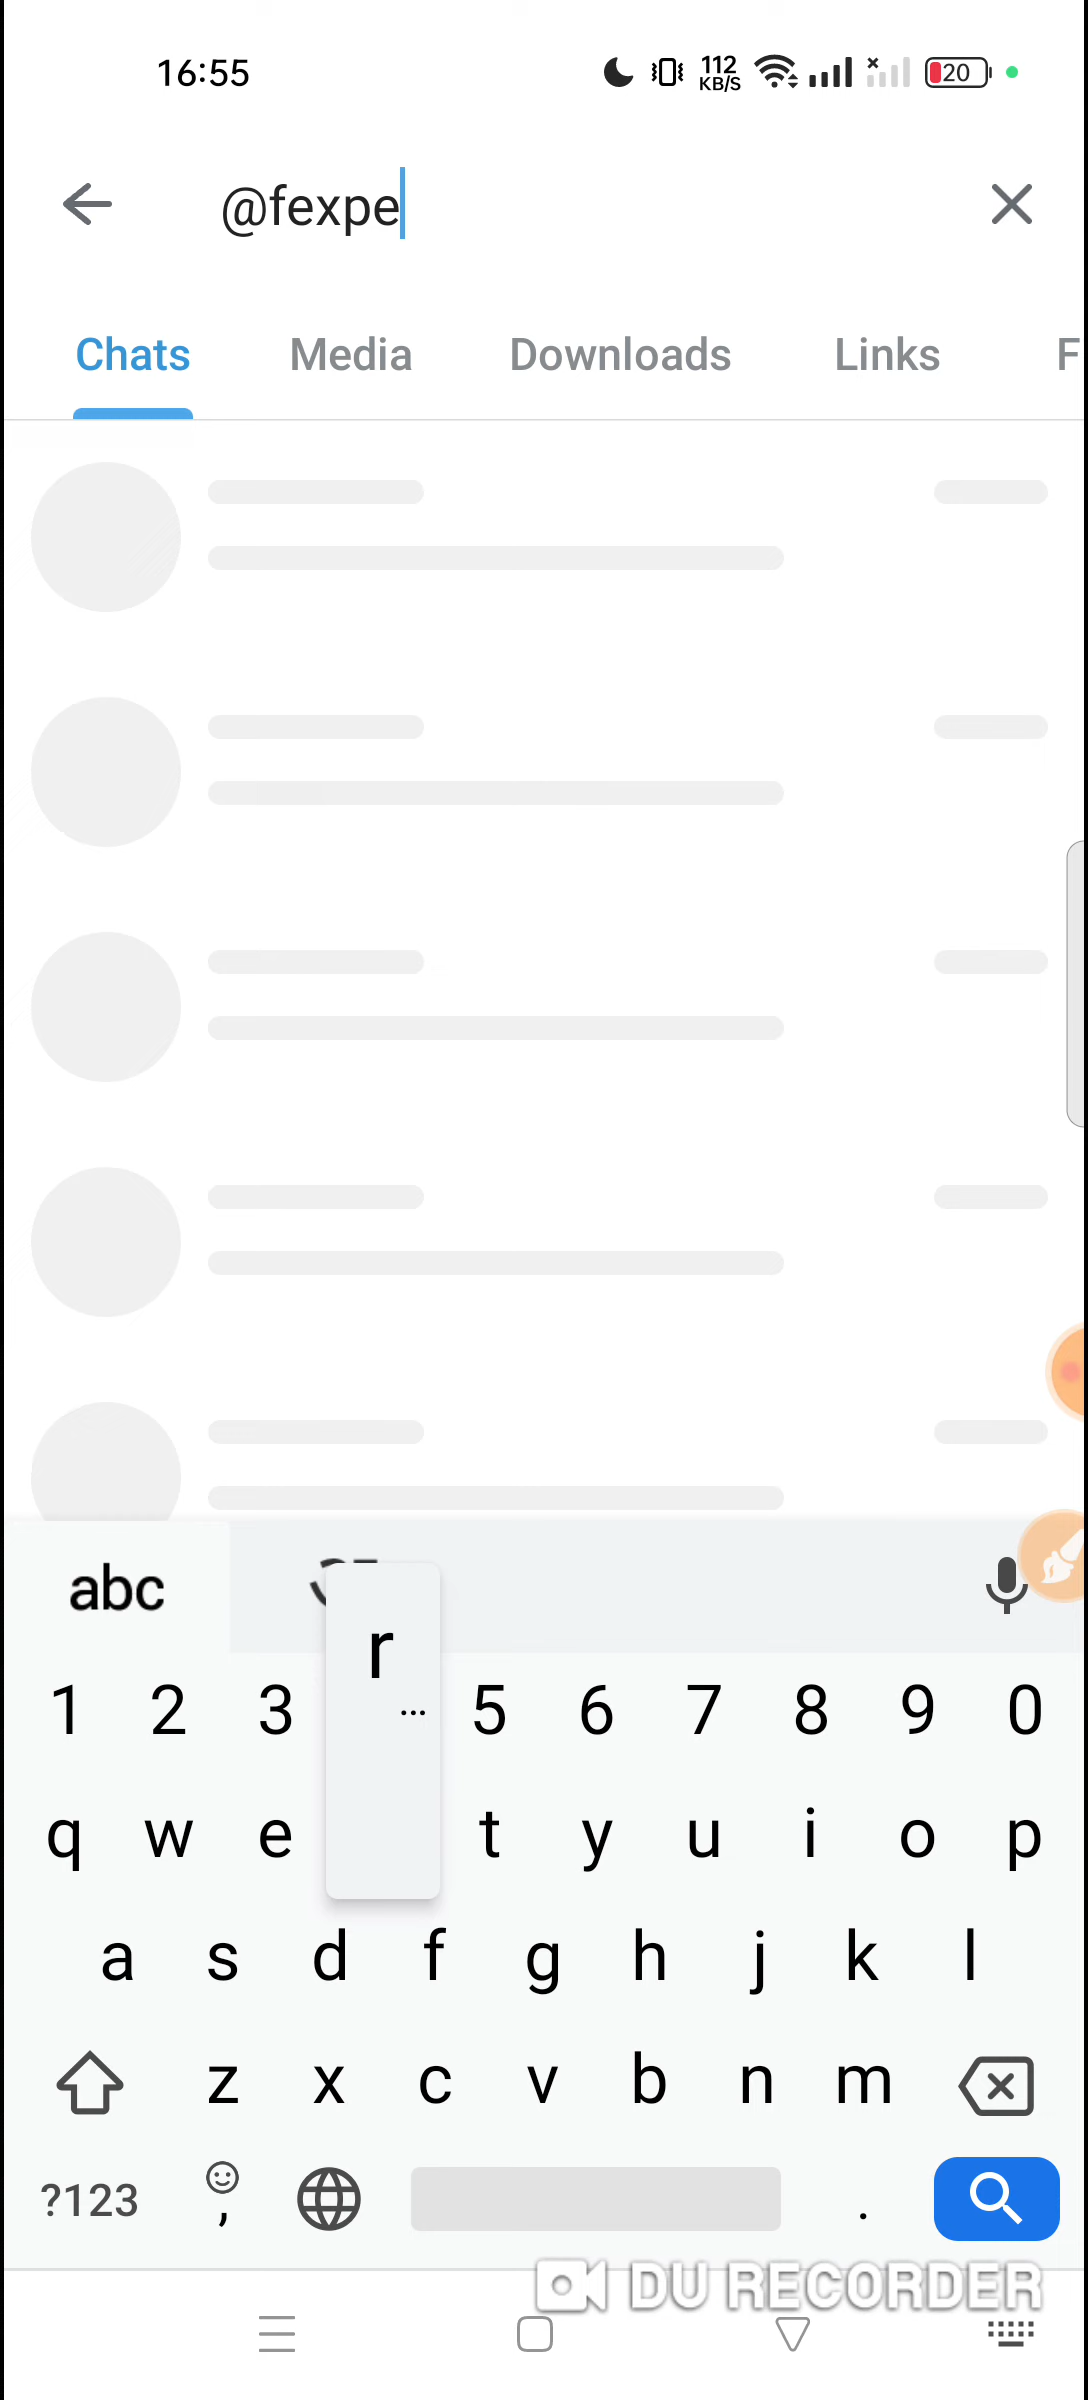 16:55
112
KB/S
20
@fexpe
Chats Media Downloads Links F
abc
r
...
1 2 3 5 6 7 8 9 0
q w e t y u i o p
a s d f g h j k l
z x c v b n m
?123 , .
DU RECORDER